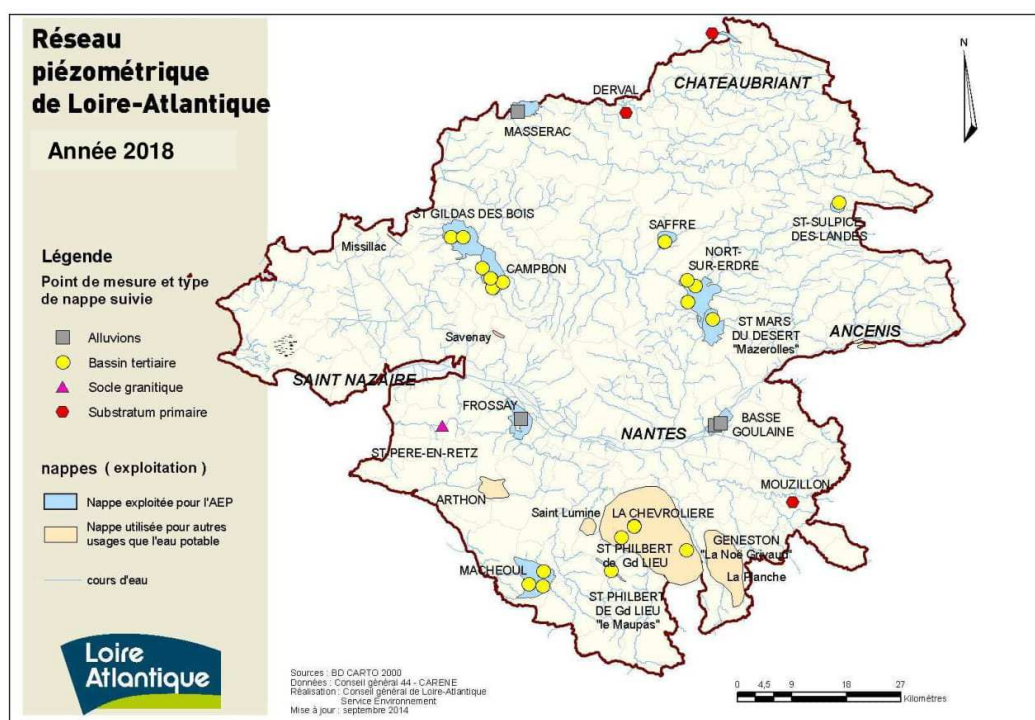 Réseau
piézométrique
de Loire-Atlantique
Année 2018
Légende
Point de mesure et type
de nappe suivie
Alluvions
Bassin tertiaire
Socle granitique
Substratum primaire
nappes ( exploitation )
Nappe exploitée pour l'AEP
Nappe utilisée pour autres
usages que l'eau potable
cours d'eau
Loire
Atlantique
N
CHATEAUBRIANT
DERVAL
MASSERAC
ST GILDAS DES BOIS
Missillac
CAMPBON
SAFFRE
ST-SULPICE
DES-LANDES
NORT-
SUR-ERDRE
ST MARS
DU DESERT
"Mazerolles"
ANCENIS
Savenay
SAINT NAZAIRE
FROSSAY
NANTES
BASSE
GOULAINE
ST-PERE-EN-RETZ
MOUZILLON
ARTHON
Saint Lumine
LA CHEVROLIERE
ST PHILBERT
de Gd LIEU
GENESTON
"La Noë Grivaud"
La Planche
MACHEOUL
ST PHILBERT
DE Gd LIEU
"le Maupas"
Sources : BD CARTO 2000
Données : Conseil général 44 - CARENE
Réalisation : Conseil général de Loire-Atlantique
Service Environnement
Mise à jour : septembre 2014
0 4,5 9 18 27
Kilomètres